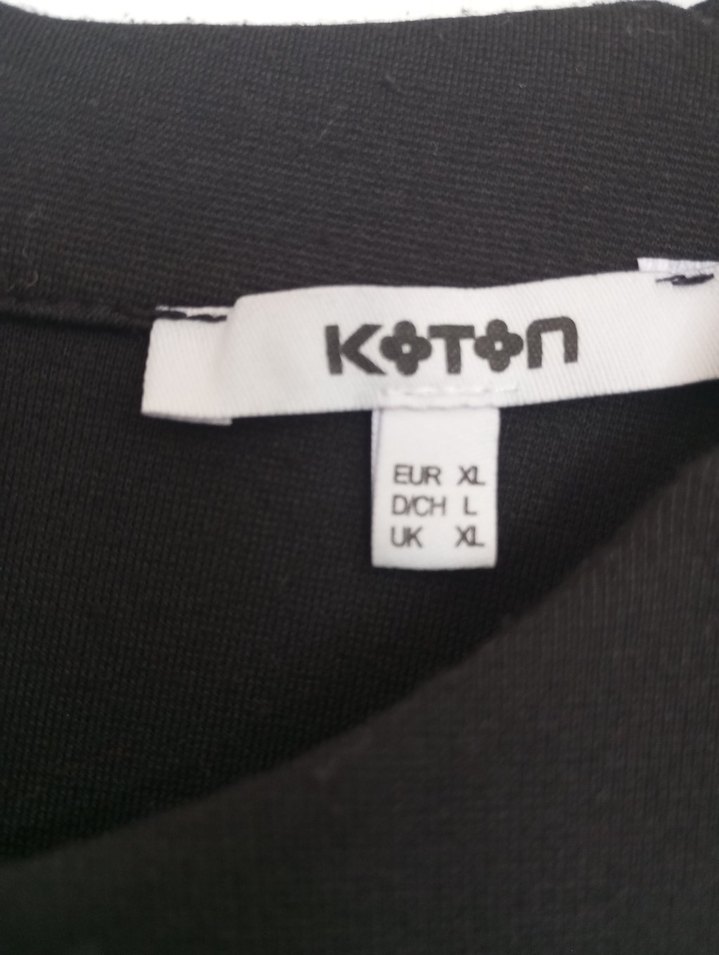 KOTON
EUR XL
D/CH L
UK XL